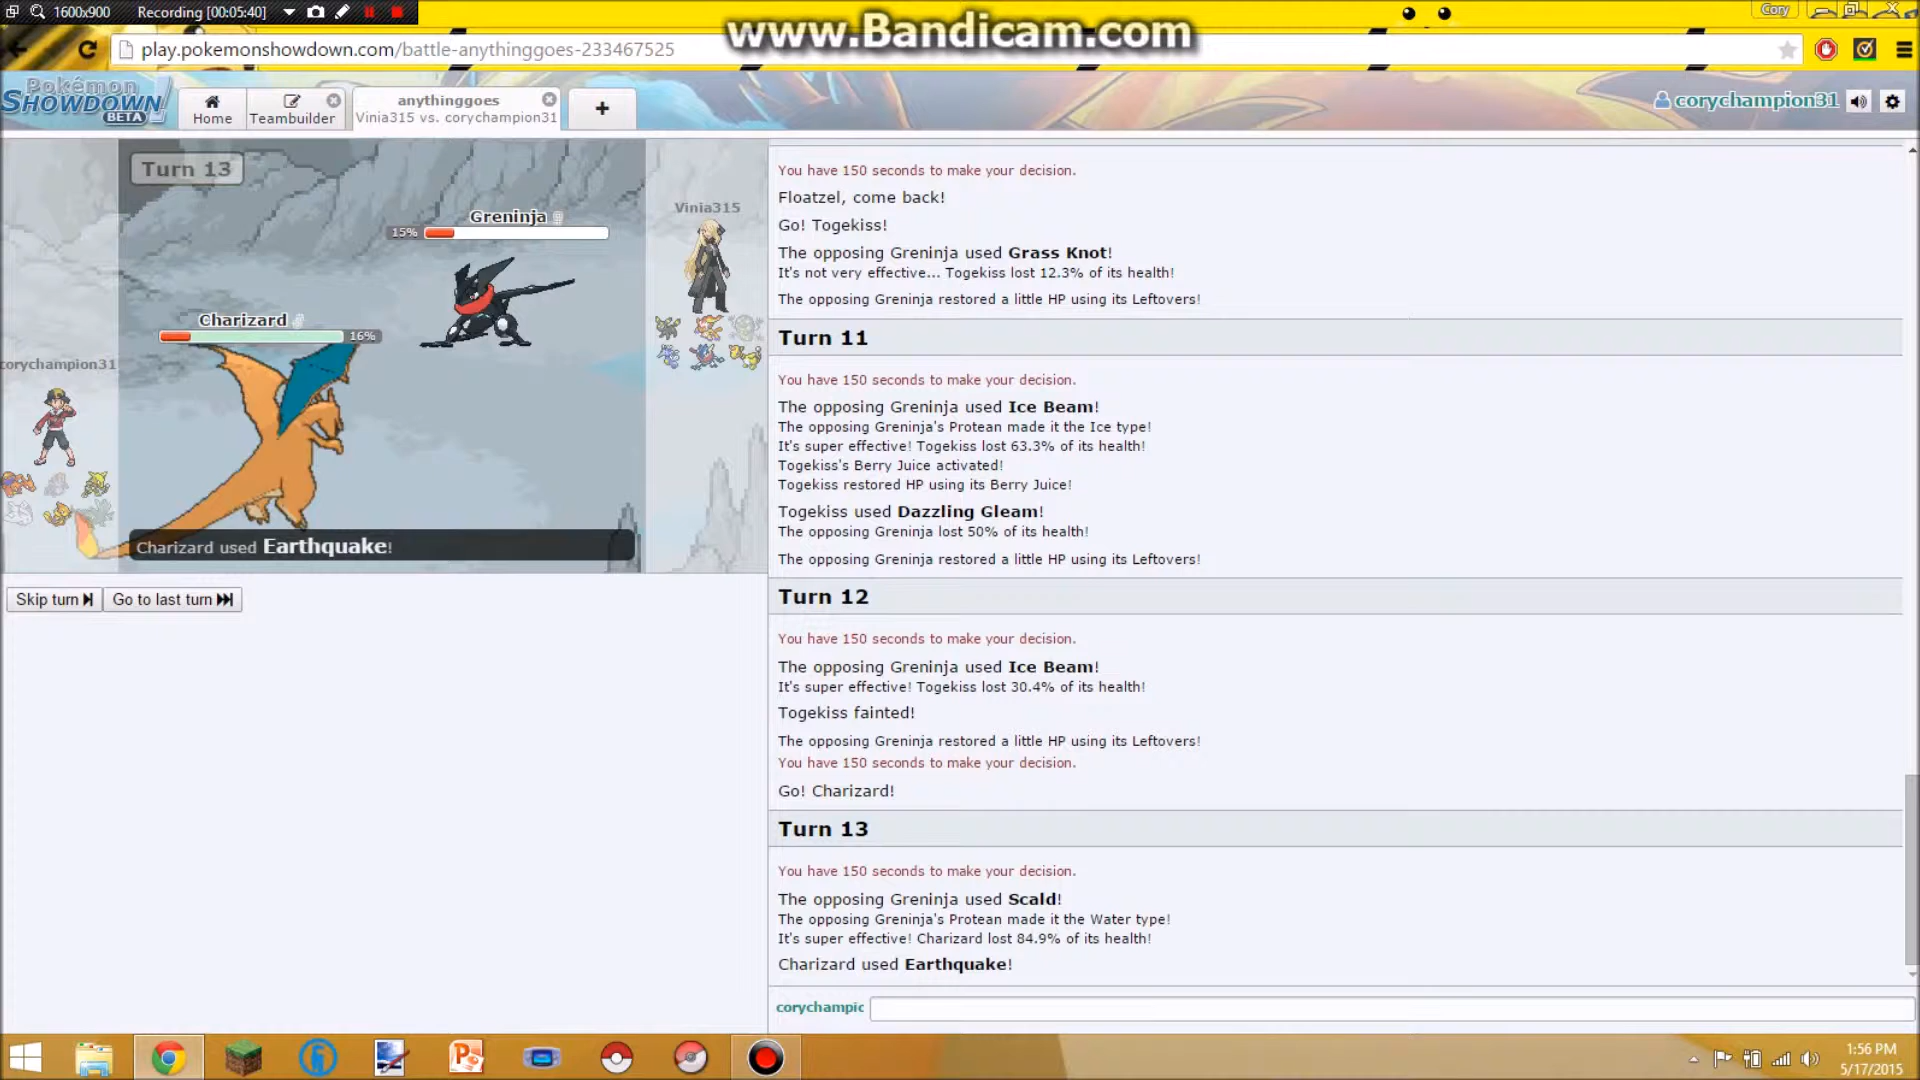 1600x900
Recording [00:05:40]
www.Bandicam.com
Cory
play.pokemonshowdown.com/battle-anythinggoes-233467525
Pokémon
SHOWDOWN
BETA
Home
Teambuilder
anythinggoes
Vinia315 vs. corychampion31
+
corychampion31
Turn 13
Greninja
15%
Vinia315
Charizard
16%
corychampion31
Charizard used Earthquake!
Skip turn
Go to last turn
You have 150 seconds to make your decision.
Floatzel, come back!
Go! Togekiss!
The opposing Greninja used Grass Knot!
It's not very effective... Togekiss lost 12.3% of its health!
The opposing Greninja restored a little HP using its Leftovers!
Turn 11
You have 150 seconds to make your decision.
The opposing Greninja used Ice Beam!
The opposing Greninja's Protean made it the Ice type!
It's super effective! Togekiss lost 63.3% of its health!
Togekiss's Berry Juice activated!
Togekiss restored HP using its Berry Juice!
Togekiss used Dazzling Gleam!
The opposing Greninja lost 50% of its health!
The opposing Greninja restored a little HP using its Leftovers!
Turn 12
You have 150 seconds to make your decision.
The opposing Greninja used Ice Beam!
It's super effective! Togekiss lost 30.4% of its health!
Togekiss fainted!
The opposing Greninja restored a little HP using its Leftovers!
You have 150 seconds to make your decision.
Go! Charizard!
Turn 13
You have 150 seconds to make your decision.
The opposing Greninja used Scald!
The opposing Greninja's Protean made it the Water type!
It's super effective! Charizard lost 84.9% of its health!
Charizard used Earthquake!
corychampic
1:56 PM
5/17/2015